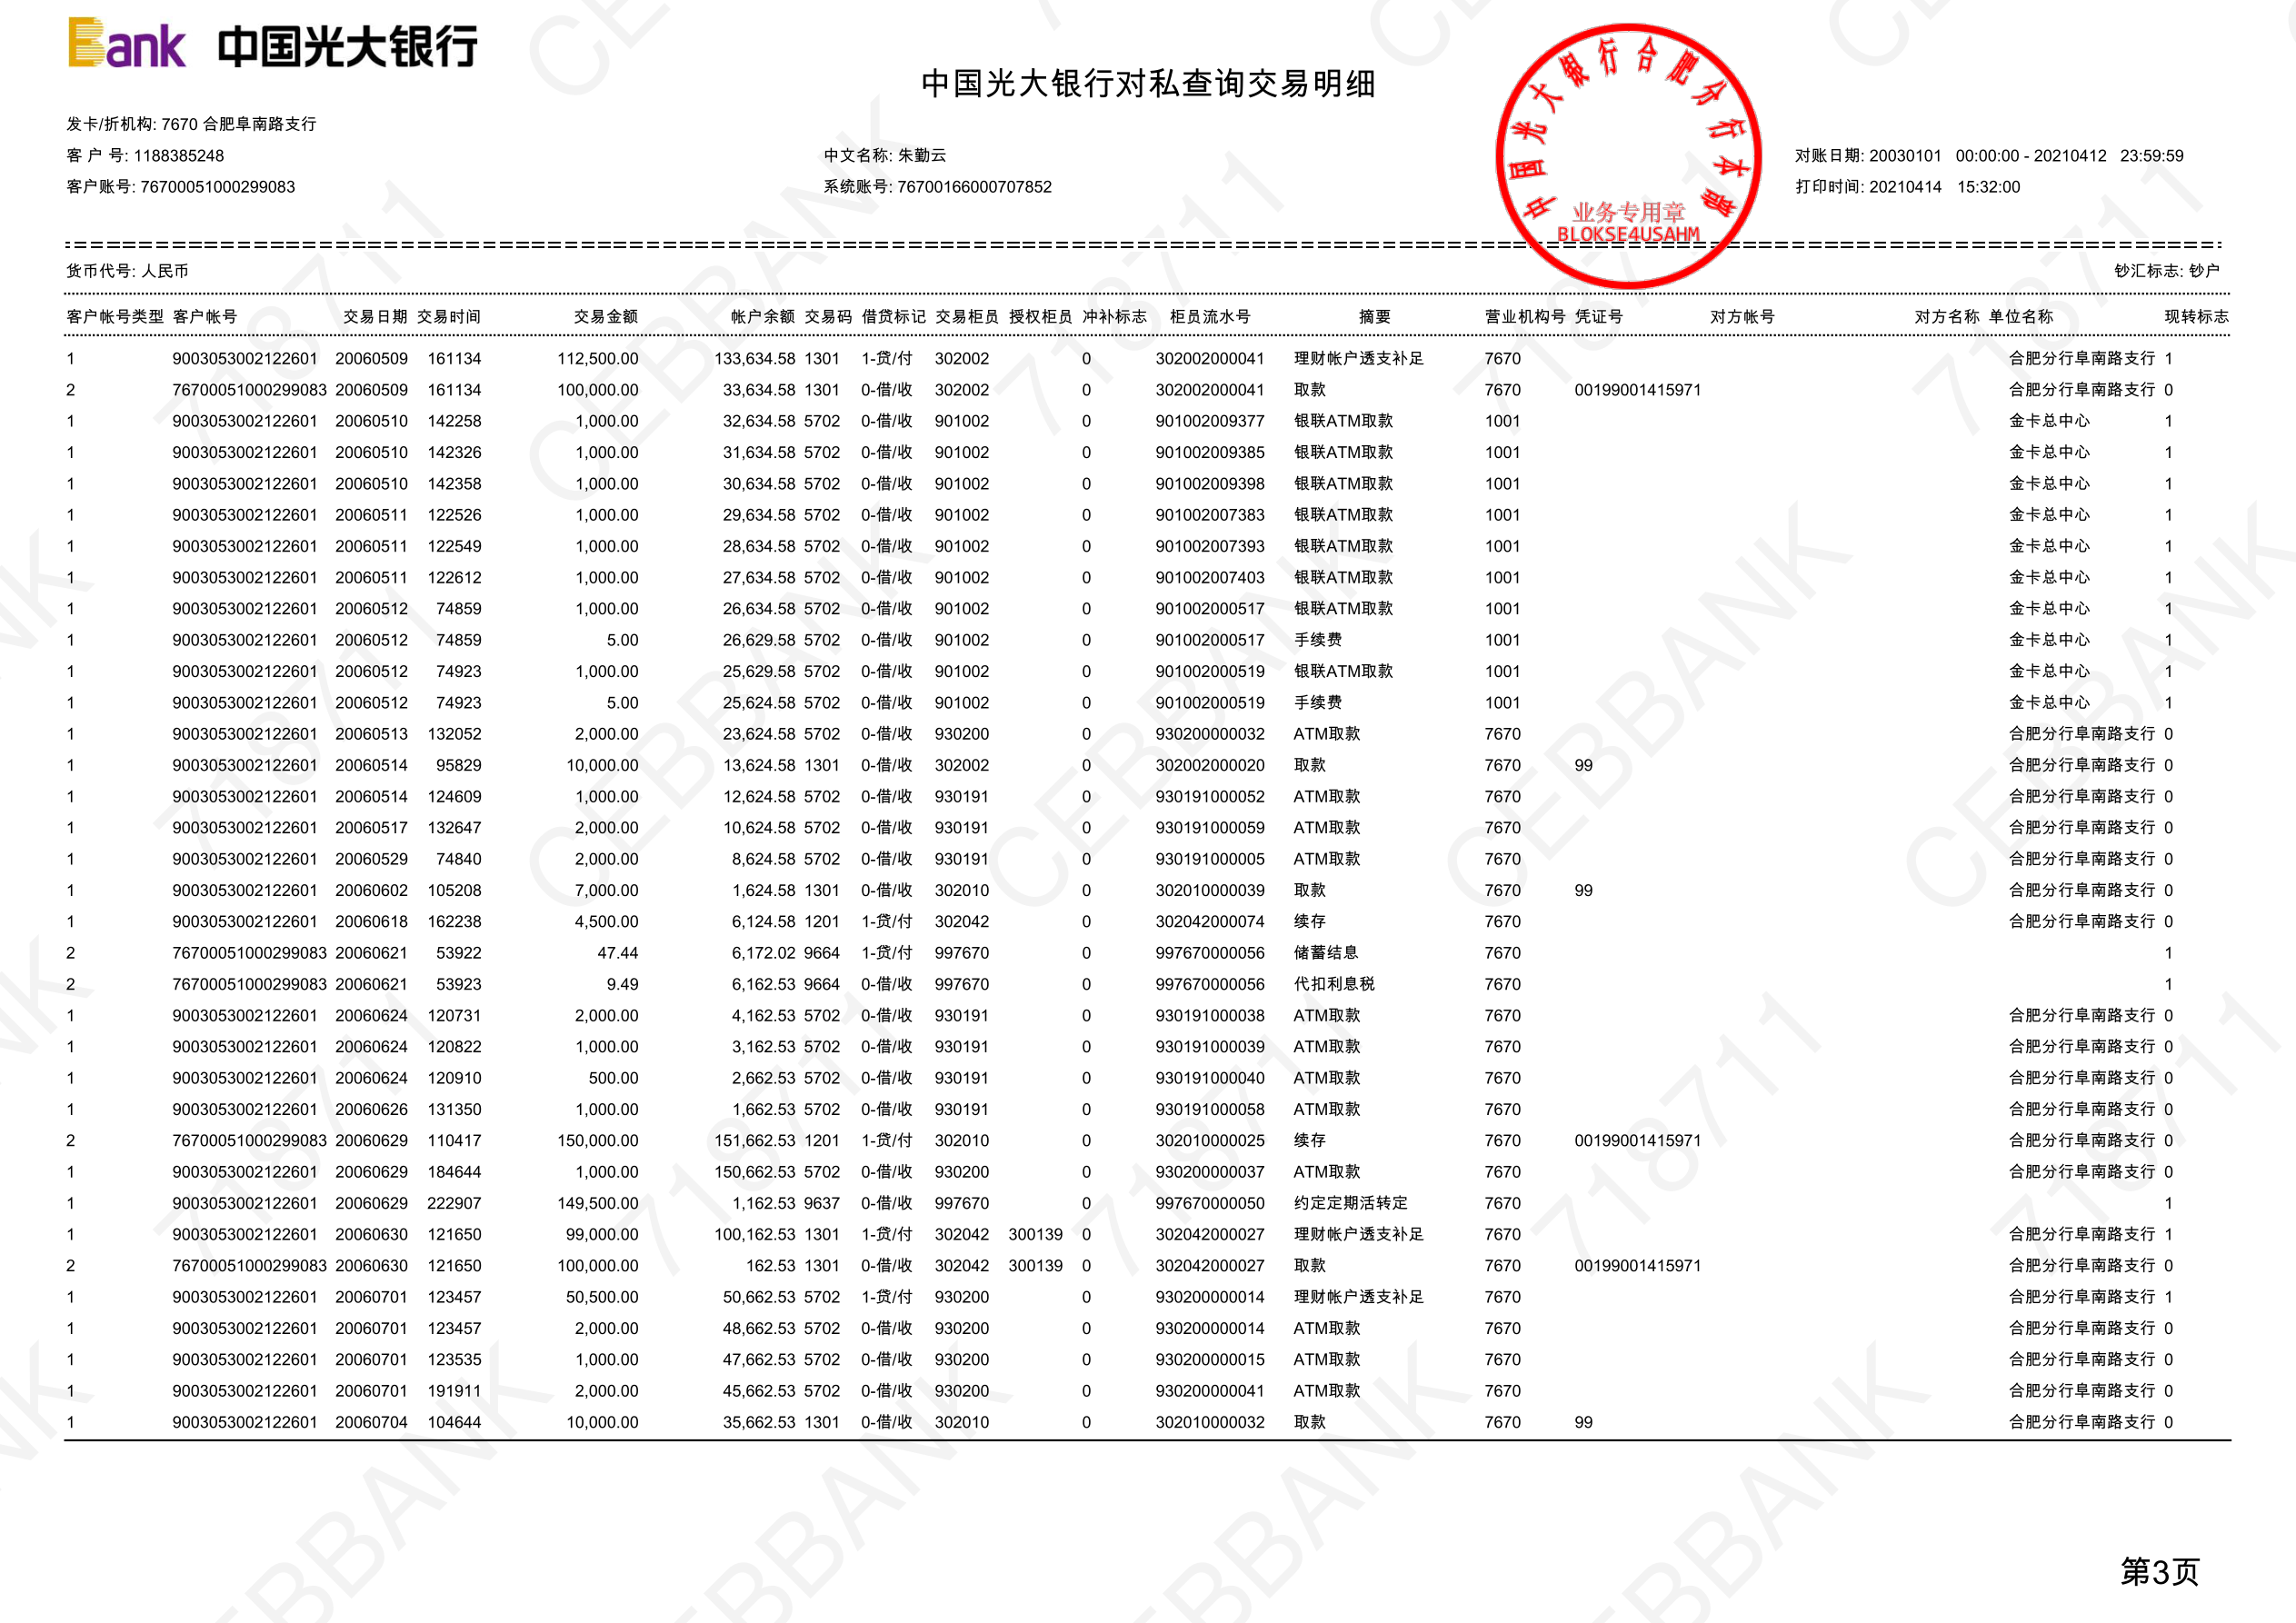 Bank 中国光大银行
中国光大银行对私查询交易明细
中国光大银行合肥分行本部
业务专用章
BLOKSE4USAHM
发卡/折机构: 7670 合肥阜南路支行
客 户 号: 1188385248 中文名称: 朱勤云 对账日期: 20030101 00:00:00 - 20210412 23:59:59
客户账号: 76700051000299083 系统账号: 76700166000707852 打印时间: 20210414 15:32:00
货币代号: 人民币 钞汇标志: 钞户
客户帐号类型 客户帐号 交易日期 交易时间 交易金额 帐户余额 交易码 借贷标记 交易柜员 授权柜员 冲补标志 柜员流水号 摘要 营业机构号 凭证号 对方帐号 对方名称 单位名称 现转标志
1 9003053002122601 20060509 161134 112,500.00 133,634.58 1301 1-贷/付 302002 0 302002000041 理财帐户透支补足 7670 合肥分行阜南路支行 1
2 76700051000299083 20060509 161134 100,000.00 33,634.58 1301 0-借/收 302002 0 302002000041 取款 7670 00199001415971 合肥分行阜南路支行 0
1 9003053002122601 20060510 142258 1,000.00 32,634.58 5702 0-借/收 901002 0 901002009377 银联ATM取款 1001 金卡总中心 1
1 9003053002122601 20060510 142326 1,000.00 31,634.58 5702 0-借/收 901002 0 901002009385 银联ATM取款 1001 金卡总中心 1
1 9003053002122601 20060510 142358 1,000.00 30,634.58 5702 0-借/收 901002 0 901002009398 银联ATM取款 1001 金卡总中心 1
1 9003053002122601 20060511 122526 1,000.00 29,634.58 5702 0-借/收 901002 0 901002007383 银联ATM取款 1001 金卡总中心 1
1 9003053002122601 20060511 122549 1,000.00 28,634.58 5702 0-借/收 901002 0 901002007393 银联ATM取款 1001 金卡总中心 1
1 9003053002122601 20060511 122612 1,000.00 27,634.58 5702 0-借/收 901002 0 901002007403 银联ATM取款 1001 金卡总中心 1
1 9003053002122601 20060512 74859 1,000.00 26,634.58 5702 0-借/收 901002 0 901002000517 银联ATM取款 1001 金卡总中心 1
1 9003053002122601 20060512 74859 5.00 26,629.58 5702 0-借/收 901002 0 901002000517 手续费 1001 金卡总中心 1
1 9003053002122601 20060512 74923 1,000.00 25,629.58 5702 0-借/收 901002 0 901002000519 银联ATM取款 1001 金卡总中心 1
1 9003053002122601 20060512 74923 5.00 25,624.58 5702 0-借/收 901002 0 901002000519 手续费 1001 金卡总中心 1
1 9003053002122601 20060513 132052 2,000.00 23,624.58 5702 0-借/收 930200 0 930200000032 ATM取款 7670 合肥分行阜南路支行 0
1 9003053002122601 20060514 95829 10,000.00 13,624.58 1301 0-借/收 302002 0 302002000020 取款 7670 99 合肥分行阜南路支行 0
1 9003053002122601 20060514 124609 1,000.00 12,624.58 5702 0-借/收 930191 0 930191000052 ATM取款 7670 合肥分行阜南路支行 0
1 9003053002122601 20060517 132647 2,000.00 10,624.58 5702 0-借/收 930191 0 930191000059 ATM取款 7670 合肥分行阜南路支行 0
1 9003053002122601 20060529 74840 2,000.00 8,624.58 5702 0-借/收 930191 0 930191000005 ATM取款 7670 合肥分行阜南路支行 0
1 9003053002122601 20060602 105208 7,000.00 1,624.58 1301 0-借/收 302010 0 302010000039 取款 7670 99 合肥分行阜南路支行 0
1 9003053002122601 20060618 162238 4,500.00 6,124.58 1201 1-贷/付 302042 0 302042000074 续存 7670 合肥分行阜南路支行 0
2 76700051000299083 20060621 53922 47.44 6,172.02 9664 1-贷/付 997670 0 997670000056 储蓄结息 7670 1
2 76700051000299083 20060621 53923 9.49 6,162.53 9664 0-借/收 997670 0 997670000056 代扣利息税 7670 1
1 9003053002122601 20060624 120731 2,000.00 4,162.53 5702 0-借/收 930191 0 930191000038 ATM取款 7670 合肥分行阜南路支行 0
1 9003053002122601 20060624 120822 1,000.00 3,162.53 5702 0-借/收 930191 0 930191000039 ATM取款 7670 合肥分行阜南路支行 0
1 9003053002122601 20060624 120910 500.00 2,662.53 5702 0-借/收 930191 0 930191000040 ATM取款 7670 合肥分行阜南路支行 0
1 9003053002122601 20060626 131350 1,000.00 1,662.53 5702 0-借/收 930191 0 930191000058 ATM取款 7670 合肥分行阜南路支行 0
2 76700051000299083 20060629 110417 150,000.00 151,662.53 1201 1-贷/付 302010 0 302010000025 续存 7670 00199001415971 合肥分行阜南路支行 0
1 9003053002122601 20060629 184644 1,000.00 150,662.53 5702 0-借/收 930200 0 930200000037 ATM取款 7670 合肥分行阜南路支行 0
1 9003053002122601 20060629 222907 149,500.00 1,162.53 9637 0-借/收 997670 0 997670000050 约定定期活转定 7670 1
1 9003053002122601 20060630 121650 99,000.00 100,162.53 1301 1-贷/付 302042 300139 0 302042000027 理财帐户透支补足 7670 合肥分行阜南路支行 1
2 76700051000299083 20060630 121650 100,000.00 162.53 1301 0-借/收 302042 300139 0 302042000027 取款 7670 00199001415971 合肥分行阜南路支行 0
1 9003053002122601 20060701 123457 50,500.00 50,662.53 5702 1-贷/付 930200 0 930200000014 理财帐户透支补足 7670 合肥分行阜南路支行 1
1 9003053002122601 20060701 123457 2,000.00 48,662.53 5702 0-借/收 930200 0 930200000014 ATM取款 7670 合肥分行阜南路支行 0
1 9003053002122601 20060701 123535 1,000.00 47,662.53 5702 0-借/收 930200 0 930200000015 ATM取款 7670 合肥分行阜南路支行 0
1 9003053002122601 20060701 191911 2,000.00 45,662.53 5702 0-借/收 930200 0 930200000041 ATM取款 7670 合肥分行阜南路支行 0
1 9003053002122601 20060704 104644 10,000.00 35,662.53 1301 0-借/收 302010 0 302010000032 取款 7670 99 合肥分行阜南路支行 0
第3页